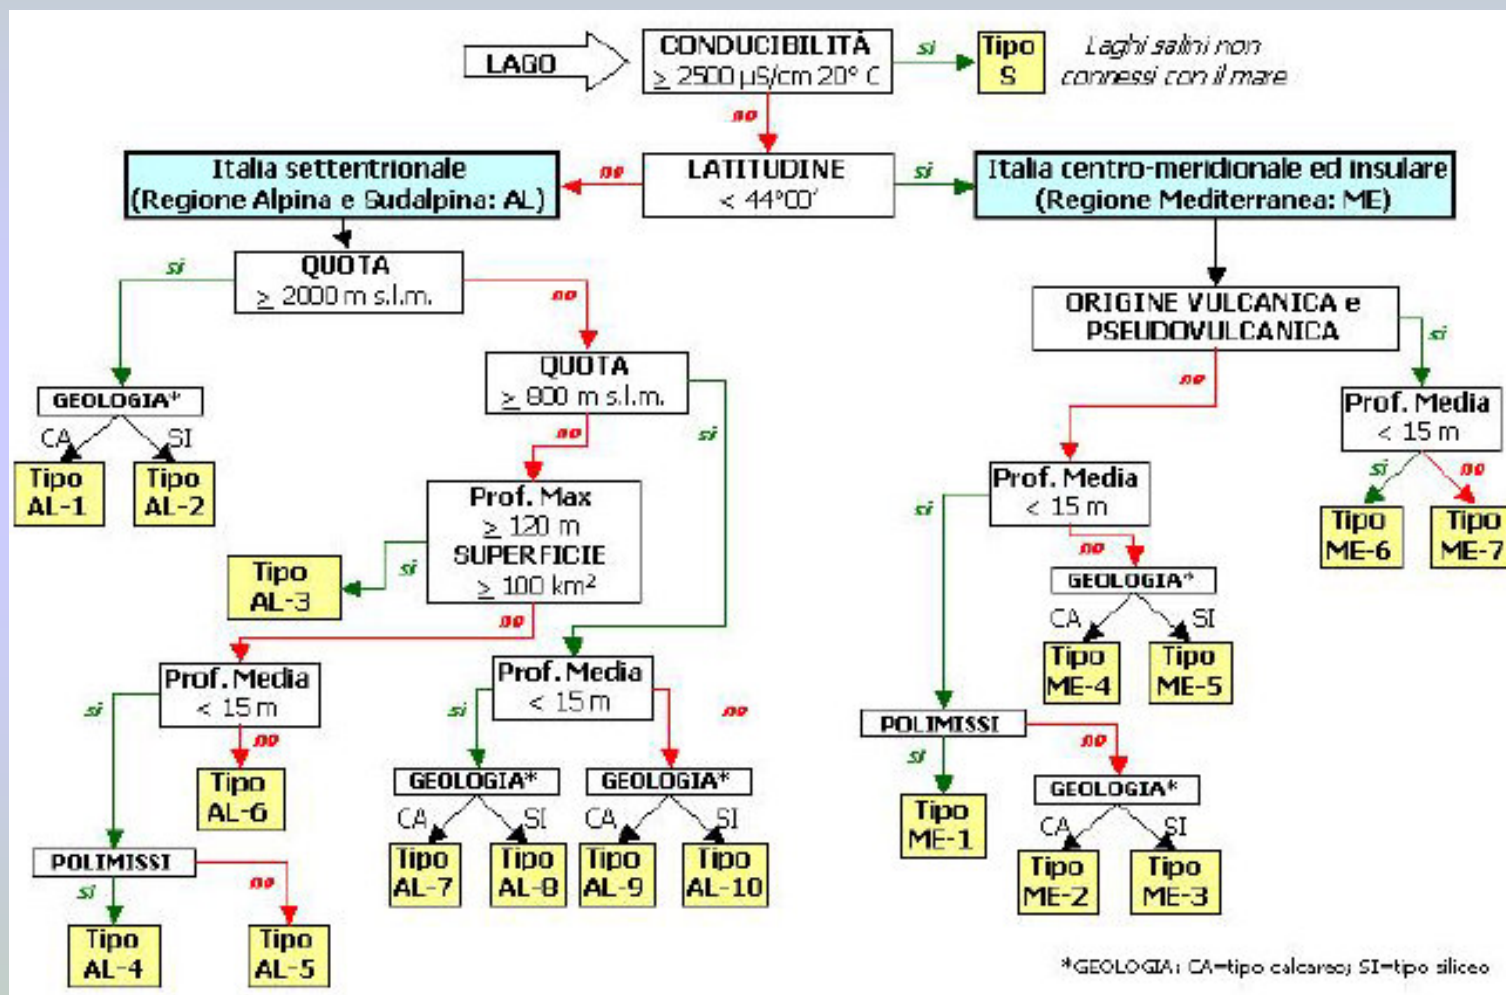 LAGO
CONDUCIBILITÀ
≥ 2500 µS/cm 20° C
si
Tipo
S
Laghi salini non
connessi con il mare
no
Italia settentrionale
(Regione Alpina e Sudalpina: AL)
no
LATITUDINE
< 44°00'
si
Italia centro-meridionale ed insulare
(Regione Mediterranea: ME)
si
QUOTA
≥ 2000 m s.l.m.
no
ORIGINE VULCANICA e
PSEUDOVULCANICA
si
no
QUOTA
≥ 800 m s.l.m.
no
si
GEOLOGIA*
CA
SI
Tipo
AL-1
Tipo
AL-2
Prof. Media
< 15 m
si
no
Tipo
ME-6
Tipo
ME-7
Prof. Media
< 15 m
si
no
Prof. Max
≥ 120 m
SUPERFICIE
≥ 100 km²
si
no
Tipo
AL-3
GEOLOGIA*
CA
SI
Tipo
ME-4
Tipo
ME-5
Prof. Media
< 15 m
si
no
Tipo
AL-6
Prof. Media
< 15 m
si
no
GEOLOGIA*
GEOLOGIA*
CA
SI
CA
SI
Tipo
AL-7
Tipo
AL-8
Tipo
AL-9
Tipo
AL-10
POLIMISSI
si
no
Tipo
AL-4
Tipo
AL-5
POLIMISSI
si
no
Tipo
ME-1
GEOLOGIA*
CA
SI
Tipo
ME-2
Tipo
ME-3
*GEOLOGIA: CA=tipo calcareo; SI=tipo siliceo